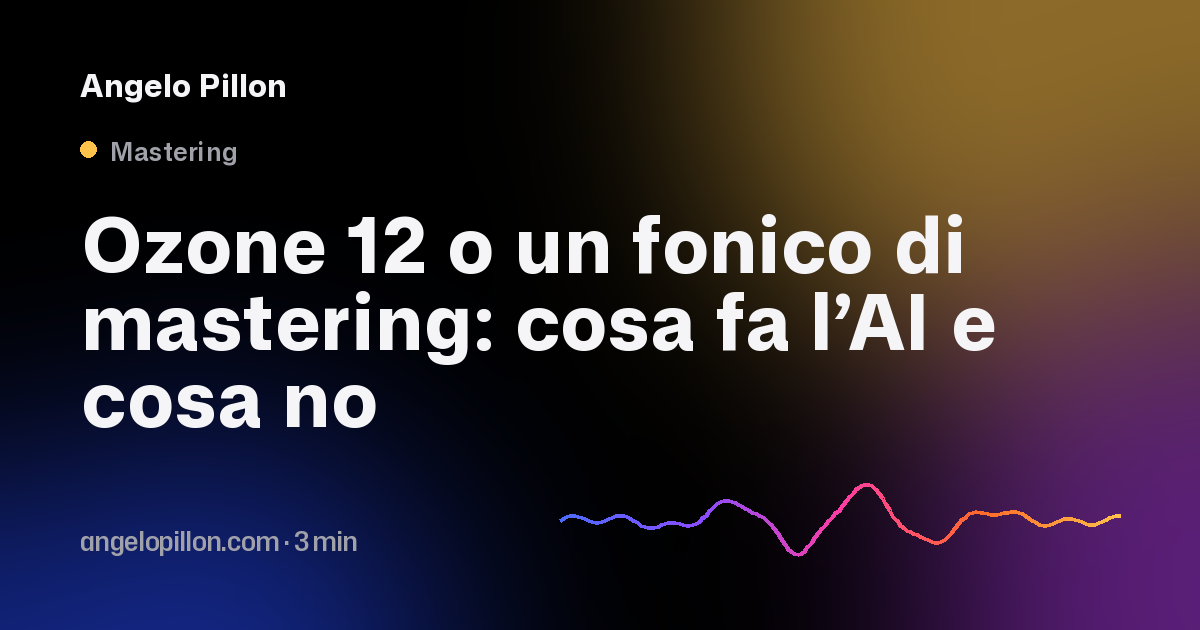 Angelo Pillon
Mastering
Ozone 12 o un fonico di
mastering: cosa fa l’AI e
cosa no
angelopillon.com · 3 min